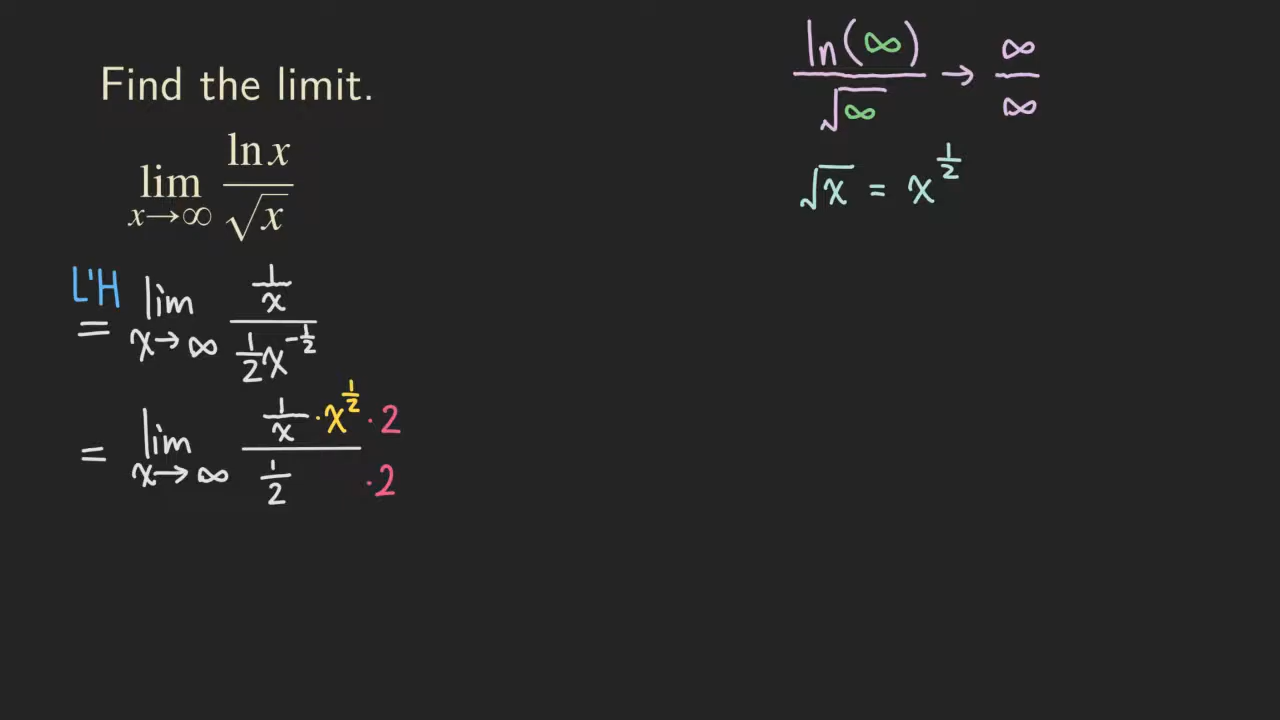 Find the limit.
lim x→∞ ln x / √x
L'H = lim x→∞ (1/x) / (1/2 x^(-1/2))
= lim x→∞ (1/x · x^(1/2) · 2) / (1/2 · 2)
ln(∞) / √∞ → ∞/∞
√x = x^(1/2)